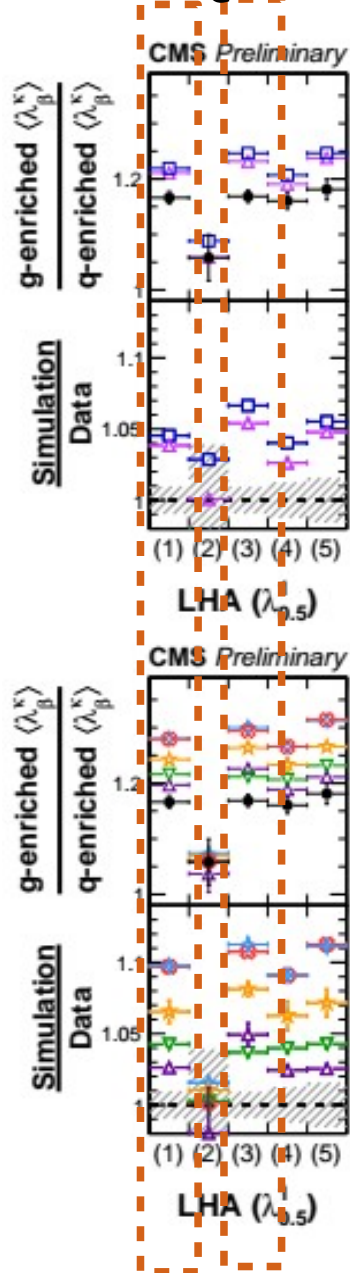 CMS Preliminary
g-enriched ⟨λ^κ_β⟩
q-enriched ⟨λ^κ_β⟩
1.2
1
Simulation
Data
1.1
1.05
1
(1) (2) (3) (4) (5)
LHA (λ^1_0.5)
CMS Preliminary
g-enriched ⟨λ^κ_β⟩
q-enriched ⟨λ^κ_β⟩
1.2
1
Simulation
Data
1.1
1.05
1
(1) (2) (3) (4) (5)
LHA (λ^1_0.5)